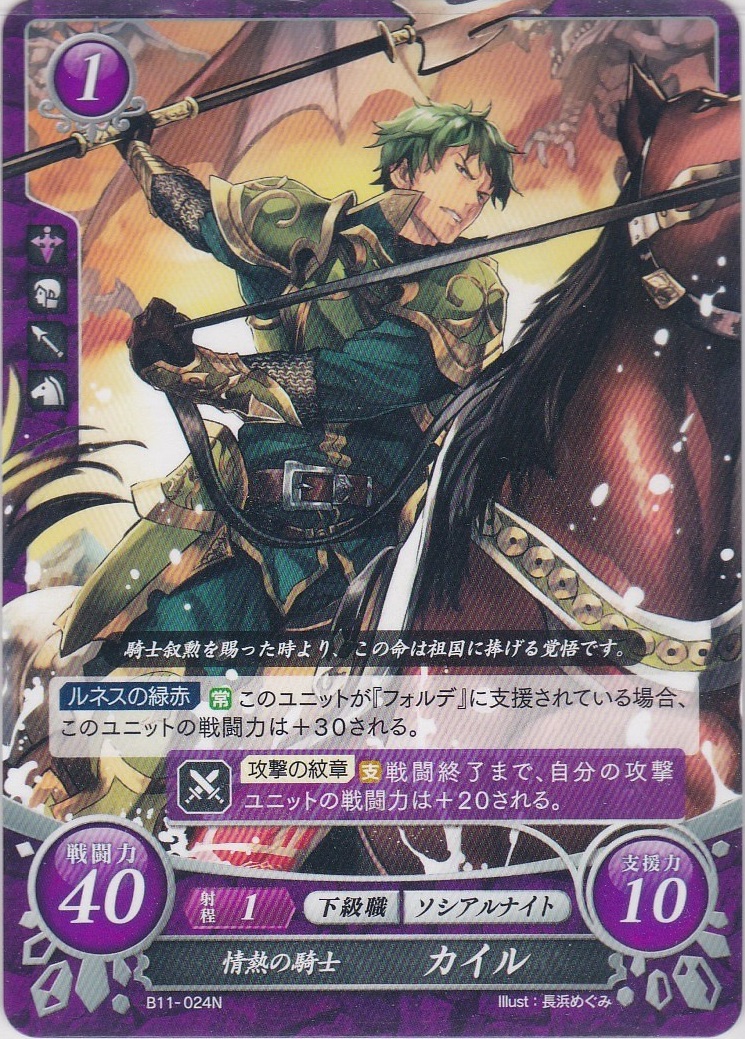 1
騎士叙勲を賜った時より、この命は祖国に捧げる覚悟です。
ルネスの緑赤 常 このユニットが『フォルデ』に支援されている場合、
このユニットの戦闘力は＋30される。
攻撃の紋章 支 戦闘終了まで、自分の攻撃
ユニットの戦闘力は＋20される。
戦闘力
40
射程 1 下級職 ソシアルナイト
支援力
10
情熱の騎士 カイル
B11-024N
Illust：長浜めぐみ